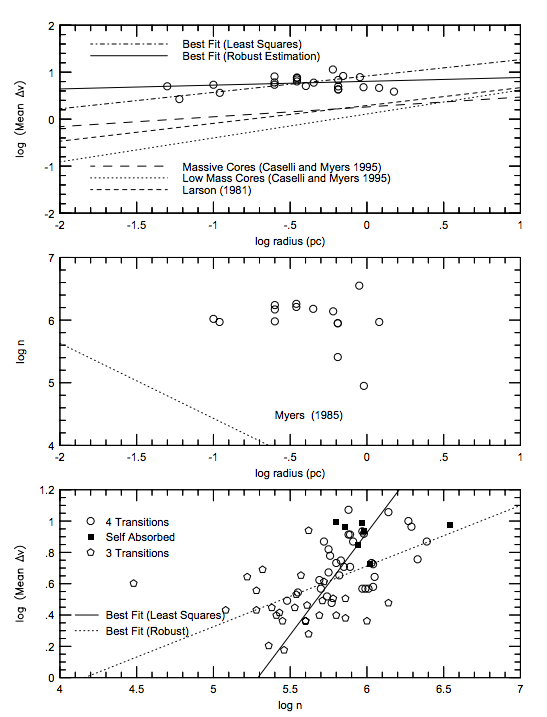 2
1
0
-1
-2
log (Mean Δv)
Best Fit (Least Squares)
Best Fit (Robust Estimation)
Massive Cores (Caselli and Myers 1995)
Low Mass Cores (Caselli and Myers 1995)
Larson (1981)
-2 -1.5 -1 -.5 0 .5 1
log radius (pc)
7
6
5
4
log n
Myers (1985)
-2 -1.5 -1 -.5 0 .5 1
log radius (pc)
1.2
1
.8
.6
.4
.2
0
log (Mean Δv)
4 Transitions
Self Absorbed
3 Transitions
Best Fit (Least Squares)
Best Fit (Robust)
4 4.5 5 5.5 6 6.5 7
log n